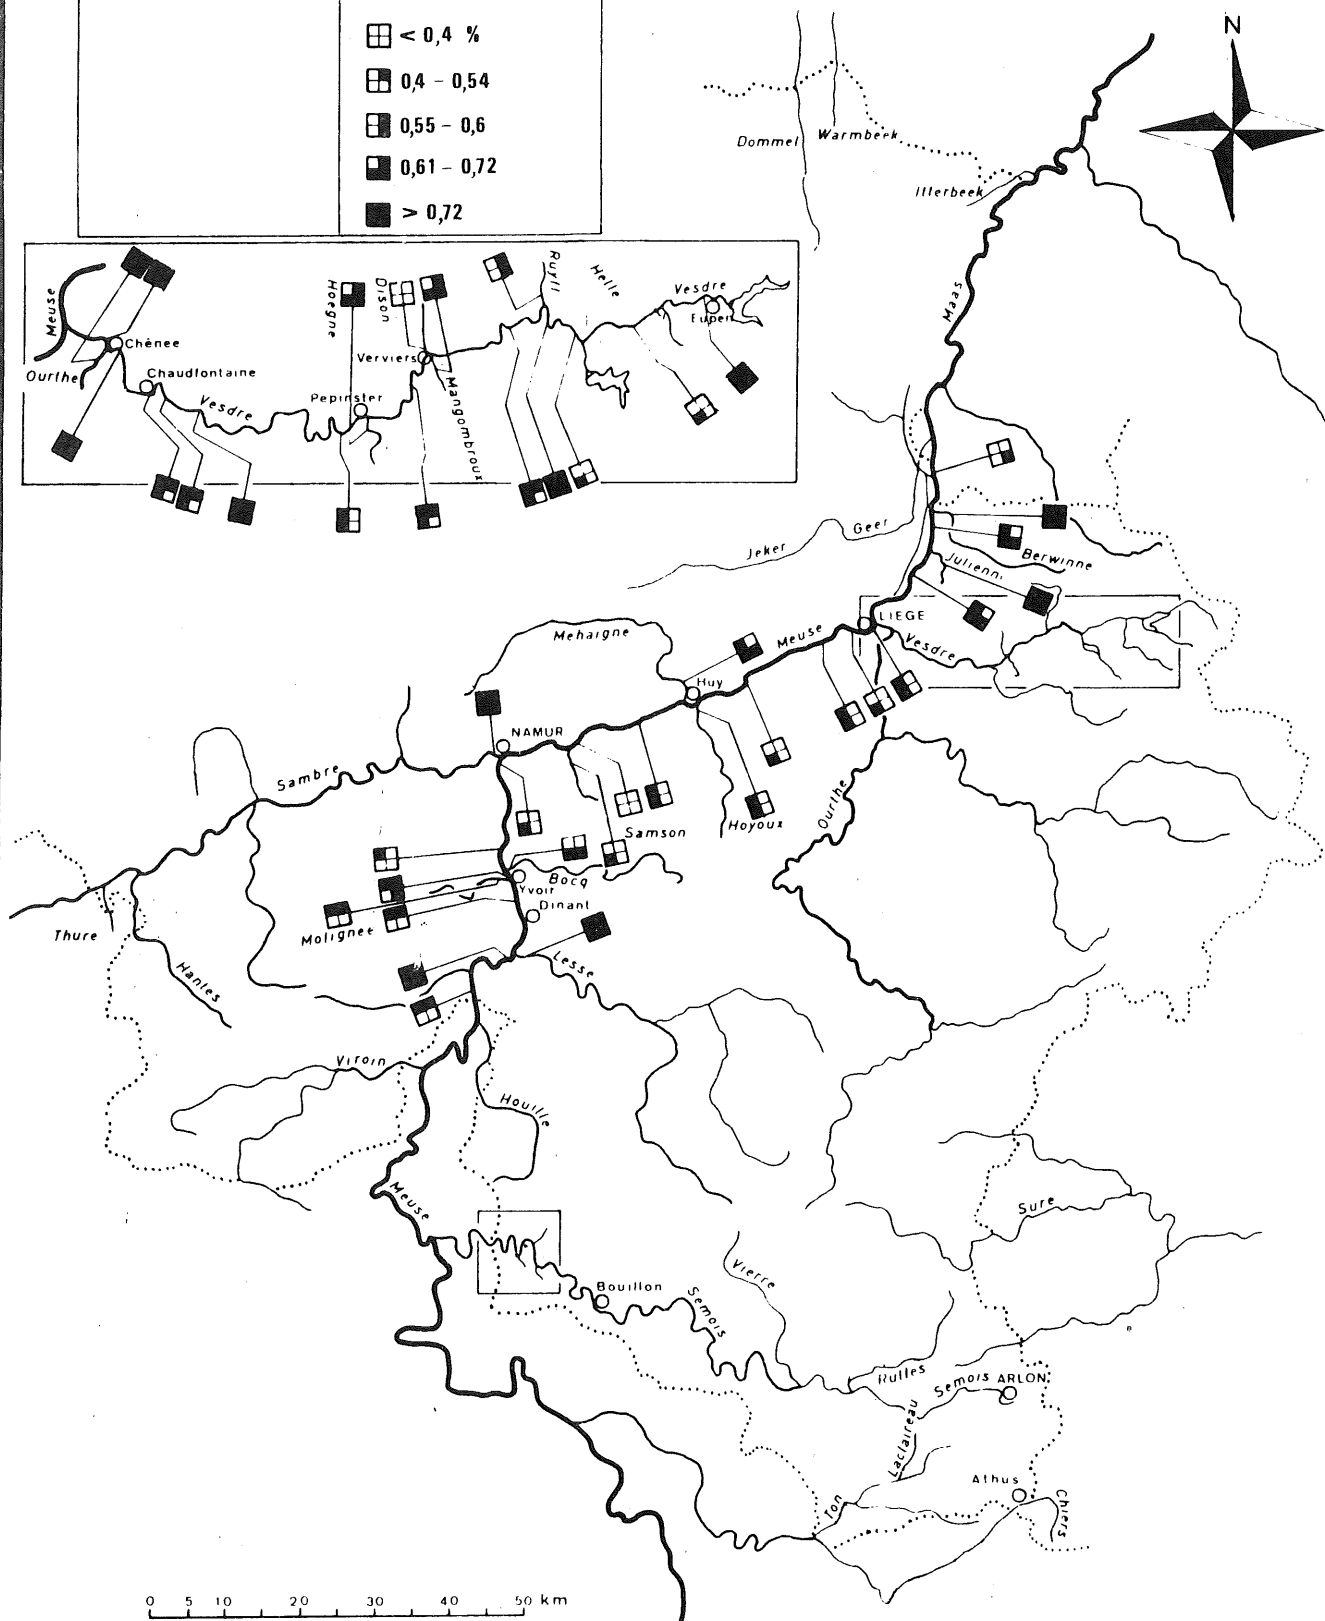 < 0,4 %
0,4 – 0,54
0,55 – 0,6
0,61 – 0,72
> 0,72
N
Dommel
Warmbeek
Itterbeek
Maas
Meuse
Ourthe
Chênee
Chaudfontaine
Vesdre
Hoegne
Dison
Verviers
Pepinster
Mangombroux
Ruyff
Helle
Vesdre
Eupen
Jeker
Geer
Berwinne
Julienni
LIEGE
Vesdre
Mehaigne
Meuse
Huy
NAMUR
Sambre
Samson
Hoyoux
Ourthe
Bocq
Yvoir
Dinant
Molignee
Thure
Hantes
Lesse
Viroin
Houille
Meuse
Sure
Bouillon
Vierre
Semois
Rulles
Semois
ARLON
Laclaireau
Athus
Ton
Chiers
0 5 10 20 30 40 50 km